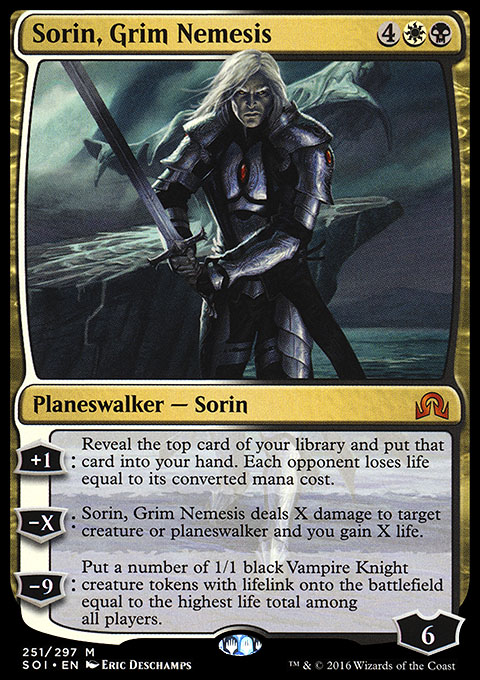 Sorin, Grim Nemesis 4
Planeswalker — Sorin
+1: Reveal the top card of your library and put that
card into your hand. Each opponent loses life
equal to its converted mana cost.
-X: Sorin, Grim Nemesis deals X damage to target
creature or planeswalker and you gain X life.
-9: Put a number of 1/1 black Vampire Knight
creature tokens with lifelink onto the battlefield
equal to the highest life total among
all players.
6
251/297 M
SOI • EN Eric Deschamps
™ & © 2016 Wizards of the Coast